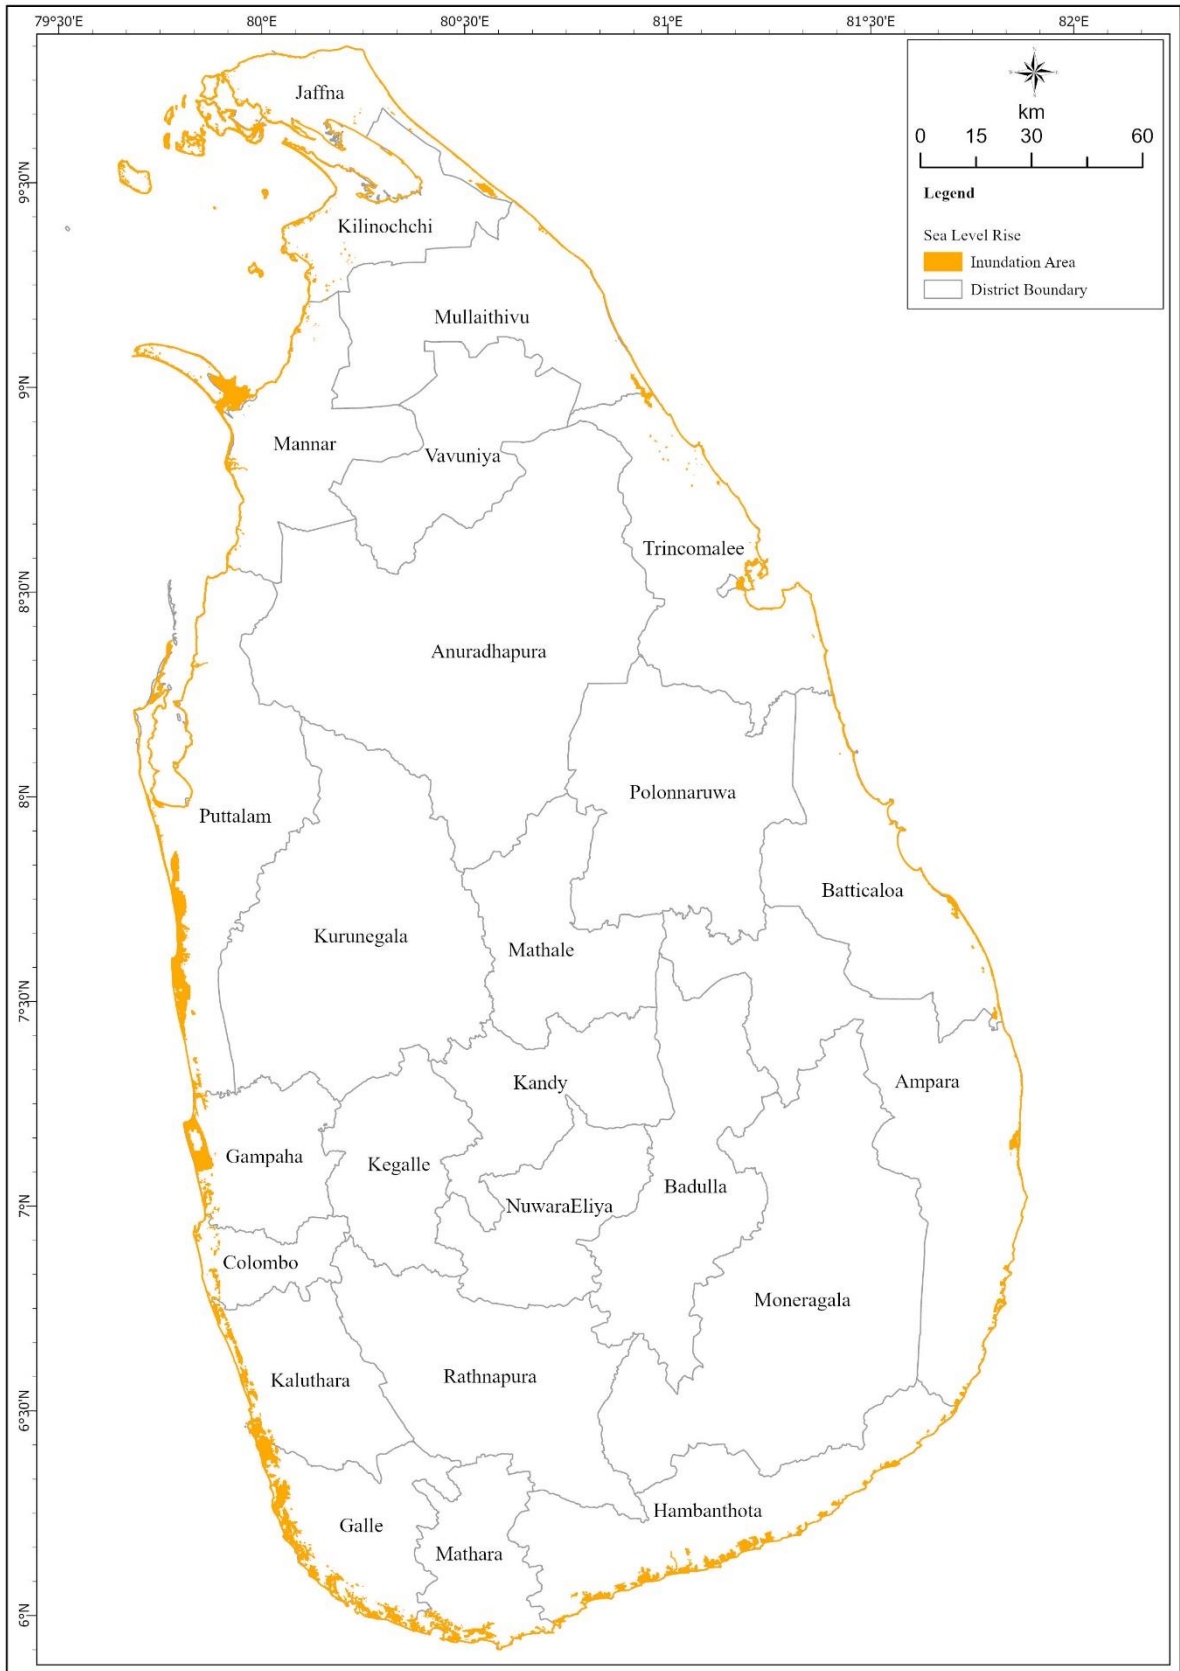 79°30'E 80°E 80°30'E 81°E 81°30'E 82°E
km
0 15 30 60
Legend
Sea Level Rise
Inundation Area
District Boundary
9°30'N
9°N
8°30'N
8°N
7°30'N
7°N
6°30'N
6°N
Jaffna
Kilinochchi
Mullaithivu
Mannar
Vavuniya
Trincomalee
Anuradhapura
Polonnaruwa
Puttalam
Batticaloa
Kurunegala
Mathale
Kandy
Ampara
Gampaha
Kegalle
NuwaraEliya
Badulla
Colombo
Moneragala
Kaluthara
Rathnapura
Hambanthota
Galle
Mathara